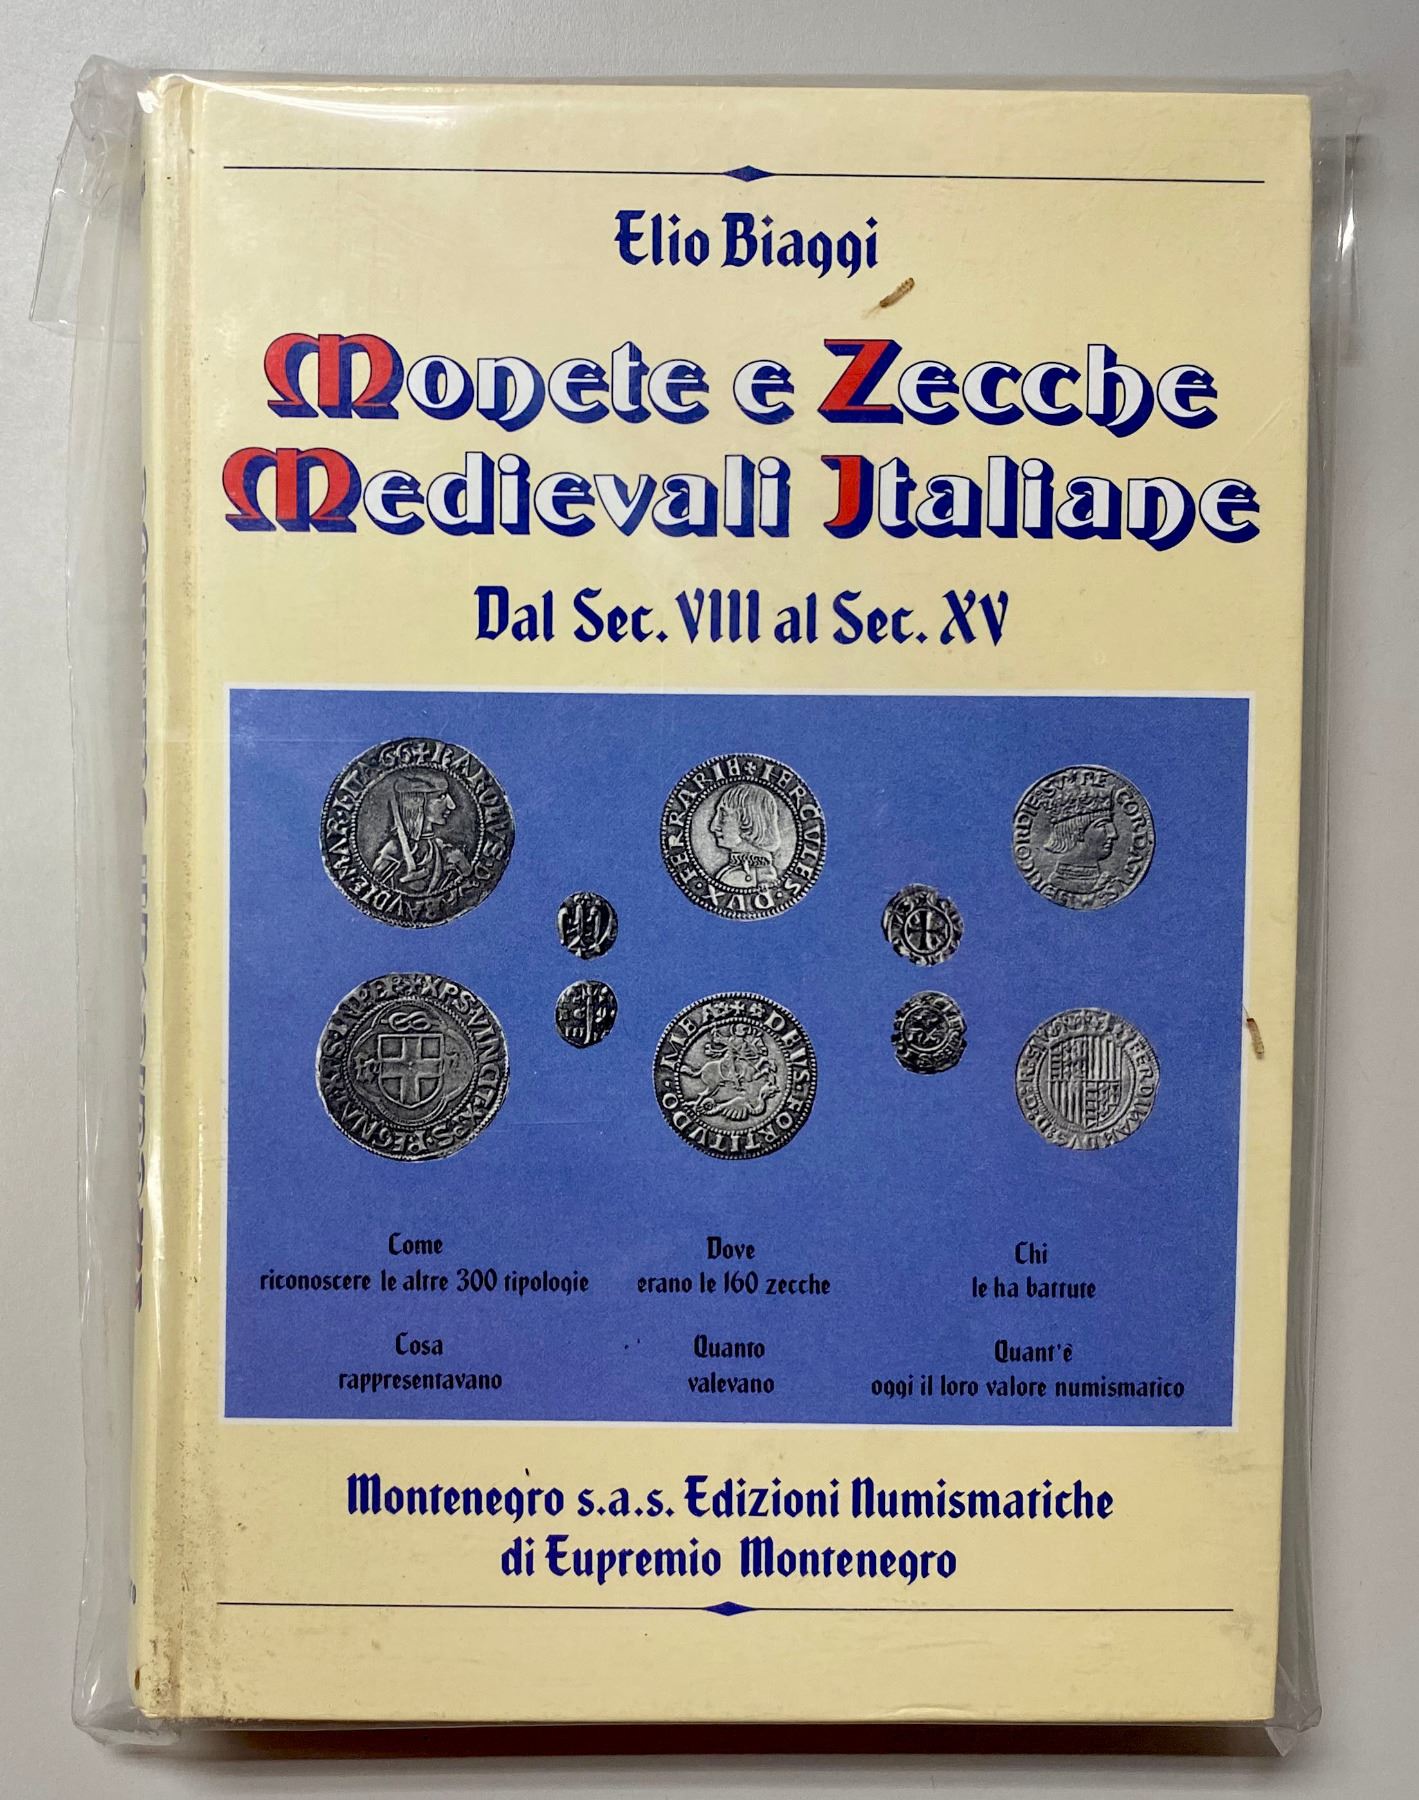 Elio Biaggi
Monete e Zecche
Medievali Italiane
Dal Sec. VIII al Sec. XV
Come
riconoscere le altre 300 tipologie
Dove
erano le 160 zecche
Chi
le ha battute
Cosa
rappresentavano
Quanto
valevano
Quant'è
oggi il loro valore numismatico
Montenegro s.a.s. Edizioni Numismatiche
di Eupremio Montenegro